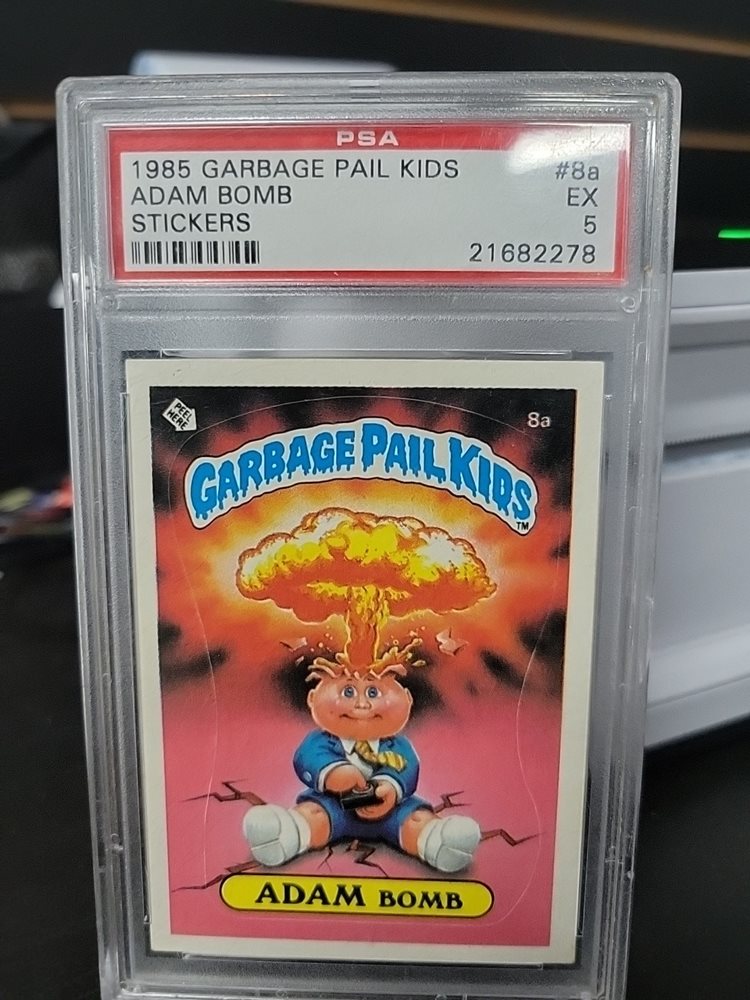 PSA
1985 GARBAGE PAIL KIDS #8a
ADAM BOMB EX
STICKERS 5
21682278
PEEL HERE
8a
GARBAGE PAIL KIDS
TM
ADAM BOMB